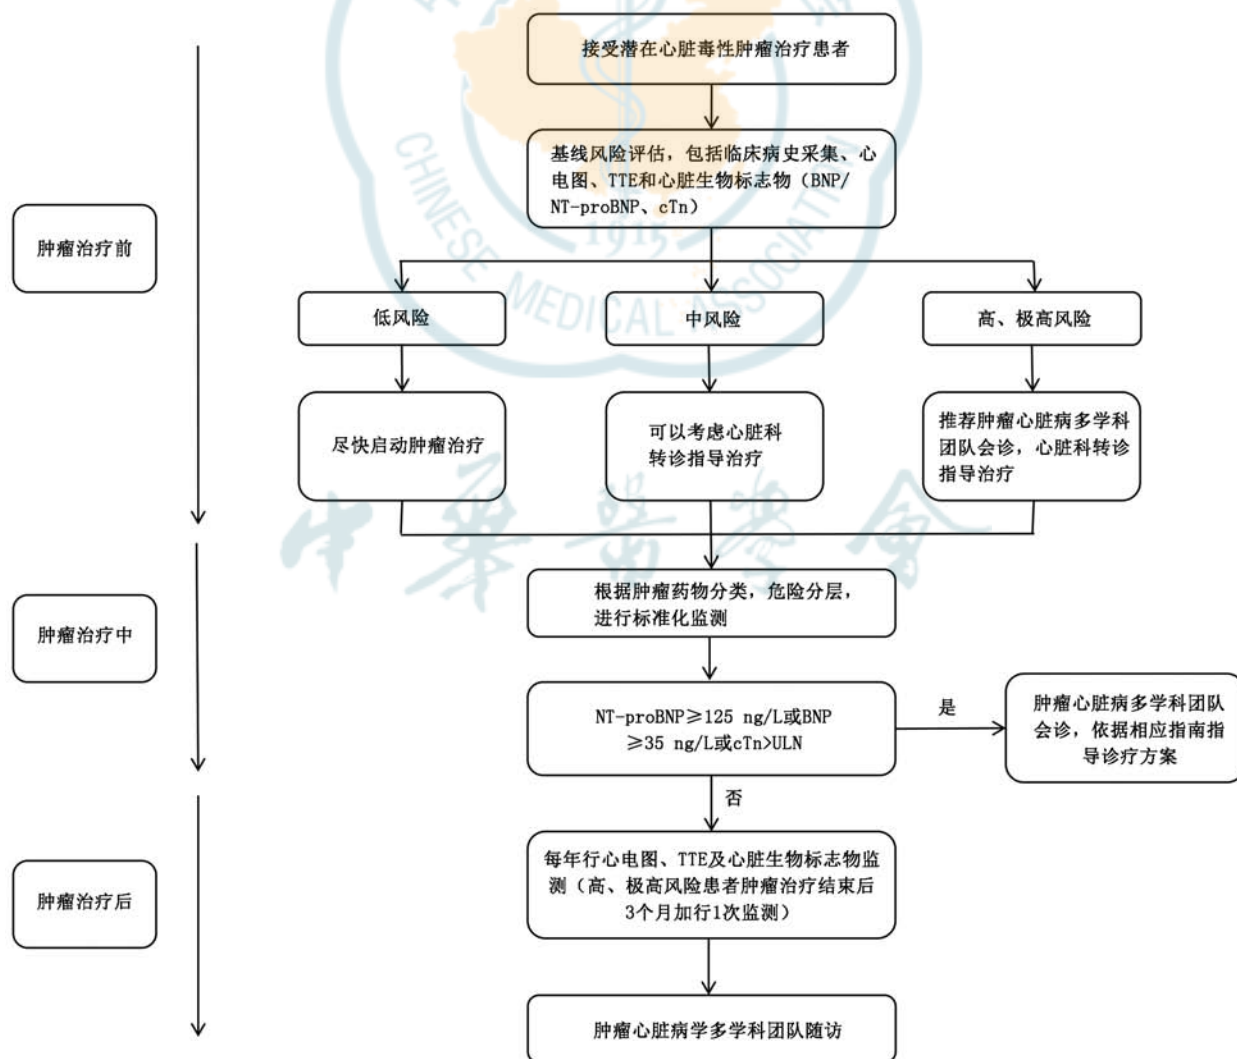 接受潜在心脏毒性肿瘤治疗患者
基线风险评估，包括临床病史采集、心
电图、TTE和心脏生物标志物（BNP/
NT-proBNP、cTn）
肿瘤治疗前
1915
CHINESE MEDICAL ASSOCIATION
低风险
中风险
高、极高风险
尽快启动肿瘤治疗
可以考虑心脏科
转诊指导治疗
推荐肿瘤心脏病多学科
团队会诊，心脏科转诊
指导治疗
中华醫學會
根据肿瘤药物分类，危险分层，
进行标准化监测
肿瘤治疗中
NT-proBNP≥125 ng/L或BNP
≥35 ng/L或cTn>ULN
是
肿瘤心脏病多学科团队
会诊，依据相应指南指
导诊疗方案
否
每年行心电图、TTE及心脏生物标志物监
测（高、极高风险患者肿瘤治疗结束后
3个月加行1次监测）
肿瘤治疗后
肿瘤心脏病学多学科团队随访